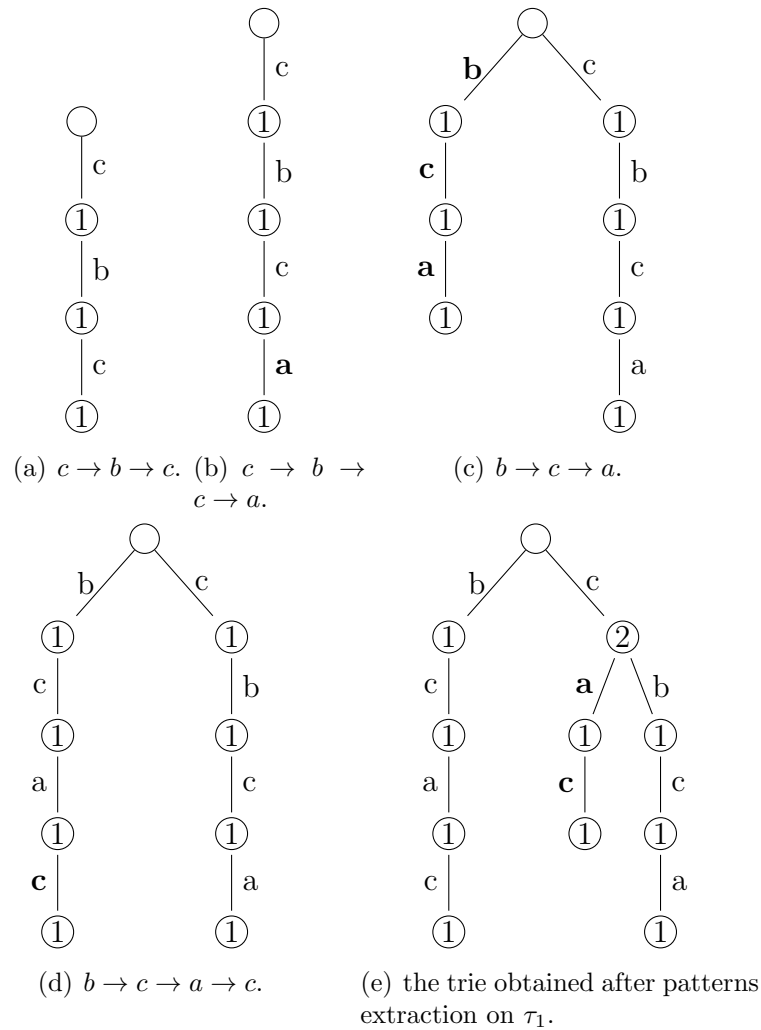 c
c
1
b
b
c
1
1
c
b
c
b
1
1
1
a
c
c
a
1
1
1
1
c
a
a
1
1
1
(a) c → b → c. (b) c → b → (c) b → c → a.
c → a.
b c b c
1 1 1 2
c b c a b
1 1 1 1 1
a c a c c
1 1 1 1 1
c a c a
1 1 1 1
(d) b → c → a → c. (e) the trie obtained after patterns
extraction on τ₁.